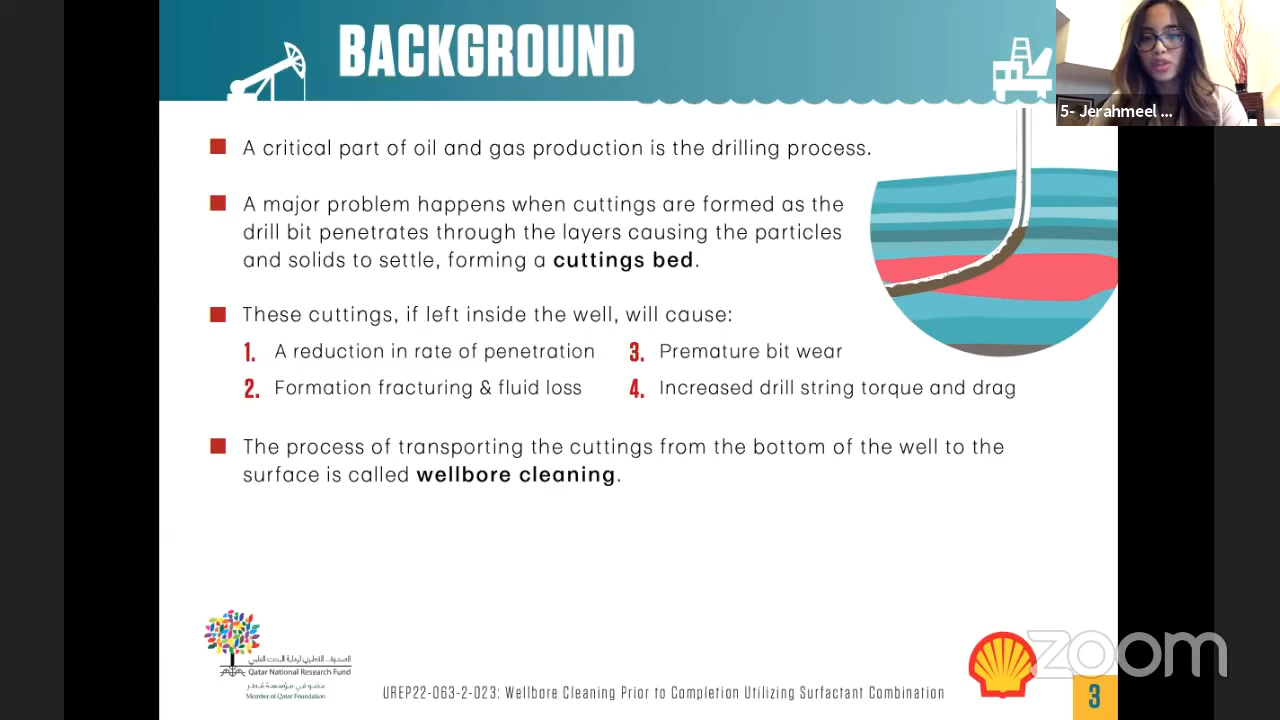 BACKGROUND
5- Jerahmeel ...
A critical part of oil and gas production is the drilling process.
A major problem happens when cuttings are formed as the
drill bit penetrates through the layers causing the particles
and solids to settle, forming a cuttings bed.
These cuttings, if left inside the well, will cause:
1. A reduction in rate of penetration
3. Premature bit wear
2. Formation fracturing & fluid loss
4. Increased drill string torque and drag
The process of transporting the cuttings from the bottom of the well to the
surface is called wellbore cleaning.
الصندوق القطري لرعاية البحث العلمي
Qatar National Research Fund
عضو في مؤسسة قطر
Member of Qatar Foundation
UREP22-063-2-023: Wellbore Cleaning Prior to Completion Utilizing Surfactant Combination
zoom
3